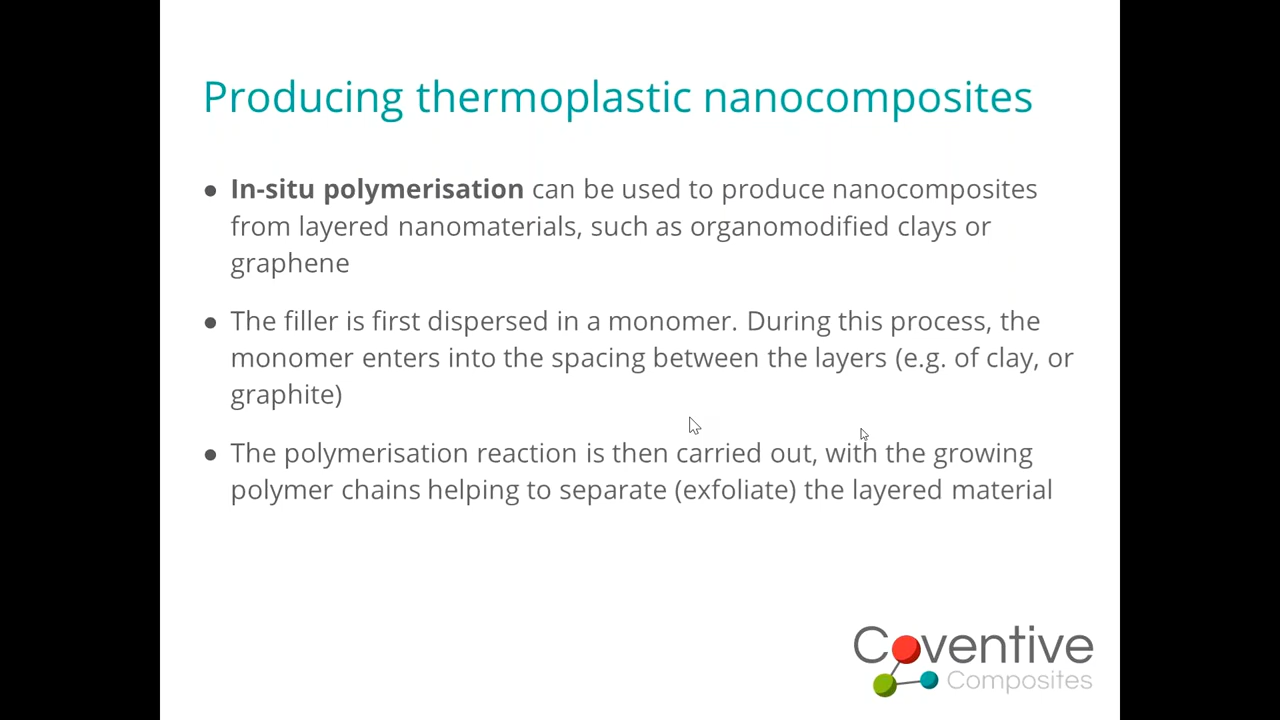 Producing thermoplastic nanocomposites
● In-situ polymerisation can be used to produce nanocomposites
from layered nanomaterials, such as organomodified clays or
graphene
● The filler is first dispersed in a monomer. During this process, the
monomer enters into the spacing between the layers (e.g. of clay, or
graphite)
● The polymerisation reaction is then carried out, with the growing
polymer chains helping to separate (exfoliate) the layered material
Coventive
Composites